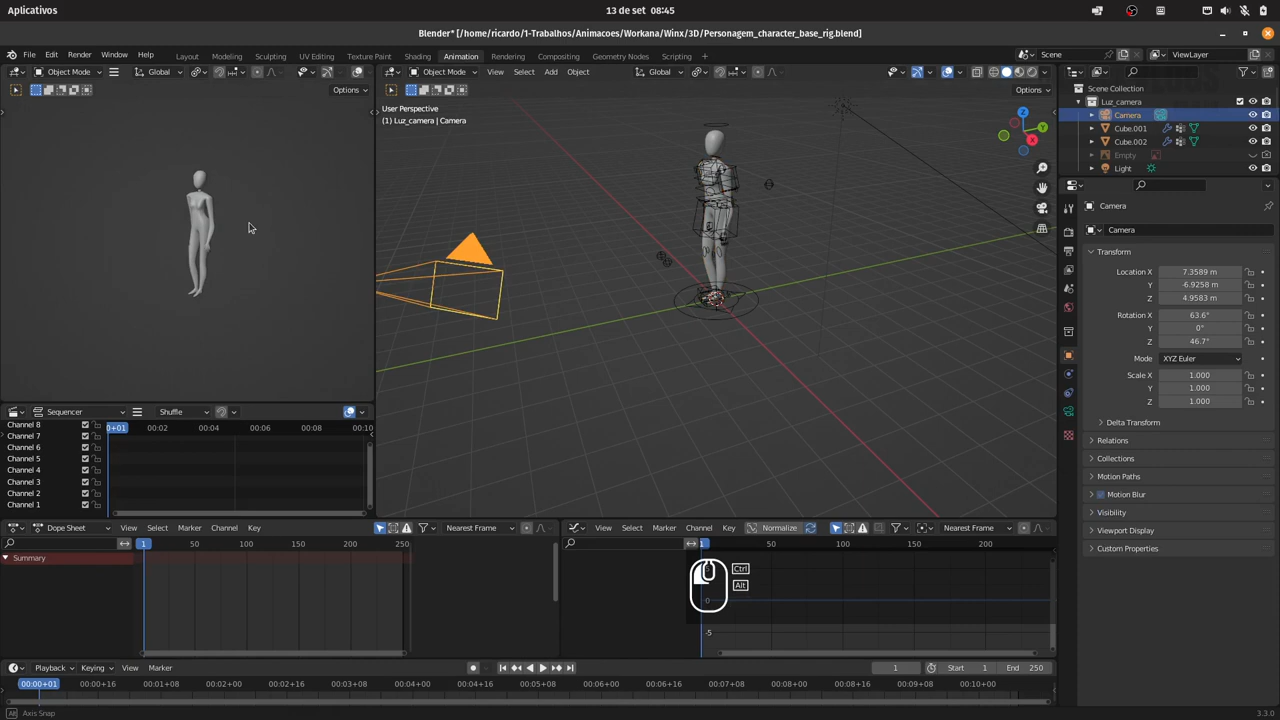 Aplicativos
13 de set 08:45
Blender* [/home/ricardo/1-Trabalhos/Animacoes/Workana/Winx/3D/Personagem_character_base_rig.blend]
File Edit Render Window Help Layout Modeling Sculpting UV Editing Texture Paint Shading Animation Rendering Compositing Geometry Nodes Scripting + Scene ViewLayer
Object Mode Global
Object Mode View Select Add Object Global
Options
Options
User Perspective
(1) Luz_camera | Camera
Z
Y
X
Scene Collection
Luz_camera
Camera
Cube.001
Cube.002
Empty
Light
Camera
Camera
Transform
Location X 7.3589 m
Y -6.9258 m
Z 4.9583 m
Rotation X 63.6°
Y 0°
Z 46.7°
Mode XYZ Euler
Scale X 1.000
Y 1.000
Z 1.000
Delta Transform
Relations
Collections
Motion Paths
Motion Blur
Visibility
Viewport Display
Custom Properties
Sequencer Shuffle
0+01 00:02 00:04 00:06 00:08 00:10
Channel 8
Channel 7
Channel 6
Channel 5
Channel 4
Channel 3
Channel 2
Channel 1
Dope Sheet View Select Marker Channel Key Nearest Frame
1 50 100 150 200 250
Summary
View Select Marker Channel Key Normalize Nearest Frame
1 50 100 150 200
0
-5
Ctrl
Alt
Playback Keying View Marker
1 Start 1 End 250
00:00+01 00:00+16 00:01+08 00:02+00 00:02+16 00:03+08 00:04+00 00:04+16 00:05+08 00:06+00 00:06+16 00:07+08 00:08+00 00:08+16 00:09+08 00:10+00
Alt Axis Snap
3.3.0